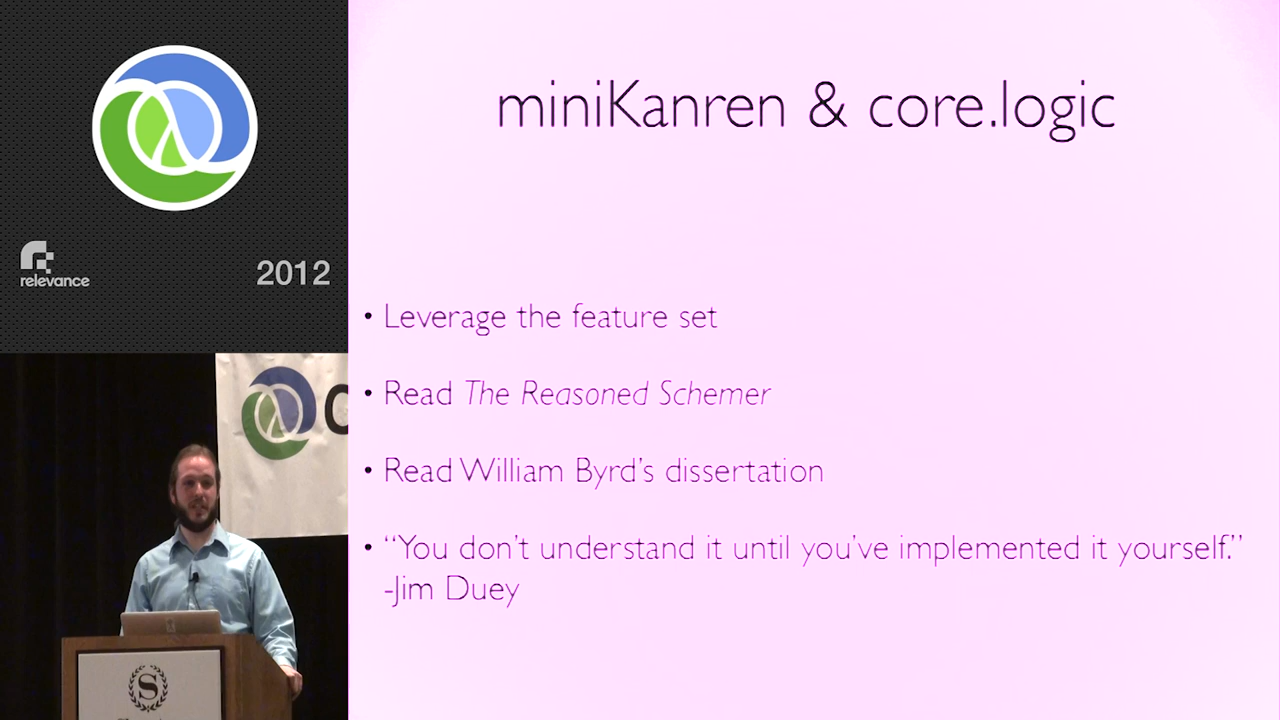 miniKanren & core.logic
relevance
2012
• Leverage the feature set
• Read The Reasoned Schemer
• Read William Byrd’s dissertation
• “You don’t understand it until you’ve implemented it yourself.”
-Jim Duey
C
S